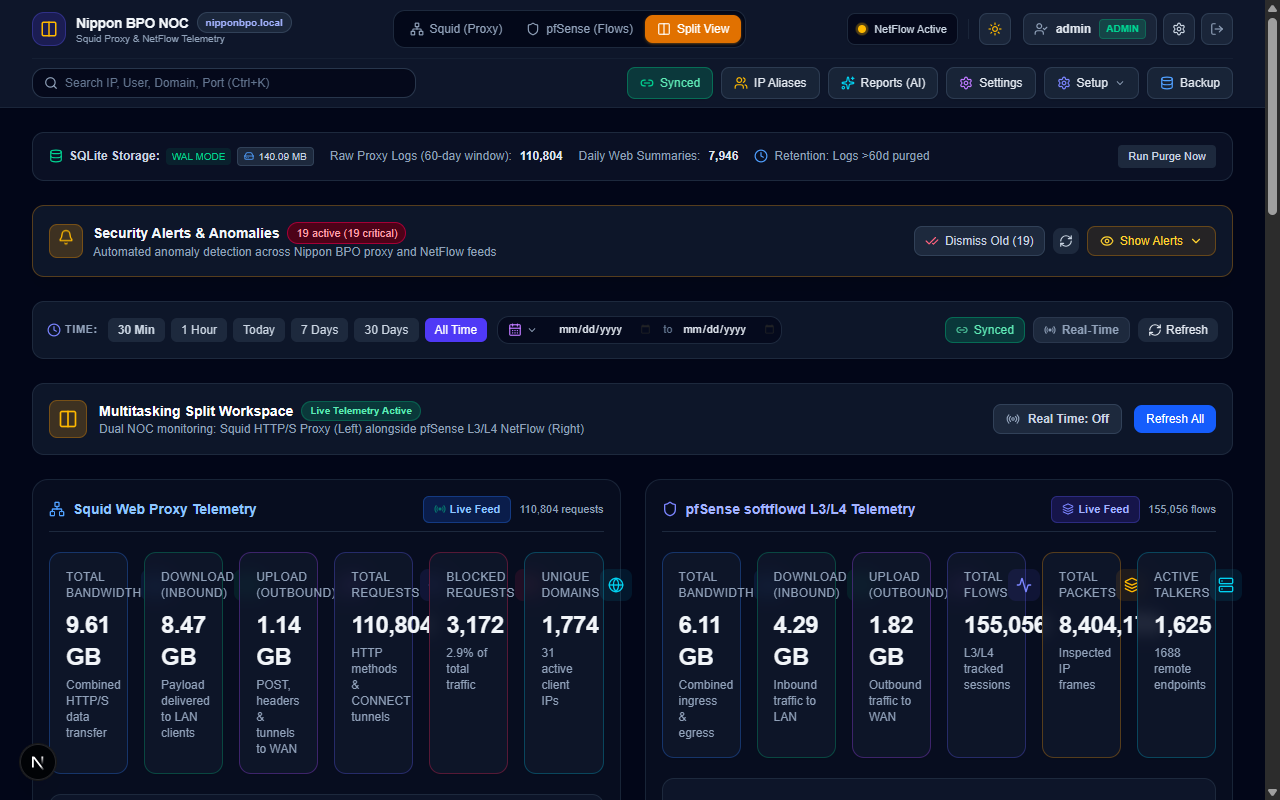 Nippon BPO NOC nipponbpo.local
Squid Proxy & NetFlow Telemetry
Squid (Proxy) pfSense (Flows) Split View
NetFlow Active
admin ADMIN
Search IP, User, Domain, Port (Ctrl+K)
Synced IP Aliases Reports (AI) Settings Setup Backup
SQLite Storage: WAL MODE 140.09 MB Raw Proxy Logs (60-day window): 110,804 Daily Web Summaries: 7,946 Retention: Logs >60d purged Run Purge Now
Security Alerts & Anomalies 19 active (19 critical)
Automated anomaly detection across Nippon BPO proxy and NetFlow feeds
Dismiss Old (19) Show Alerts
TIME: 30 Min 1 Hour Today 7 Days 30 Days All Time mm/dd/yyyy to mm/dd/yyyy Synced Real-Time Refresh
Multitasking Split Workspace Live Telemetry Active
Dual NOC monitoring: Squid HTTP/S Proxy (Left) alongside pfSense L3/L4 NetFlow (Right)
Real Time: Off Refresh All
Squid Web Proxy Telemetry Live Feed 110,804 requests
TOTAL
BANDWIDTH
9.61
GB
Combined
HTTP/S
data
transfer
DOWNLOAD
(INBOUND)
8.47
GB
Payload
delivered
to LAN
clients
UPLOAD
(OUTBOUND)
1.14
GB
POST,
headers
&
tunnels
to WAN
TOTAL
REQUESTS
110,804
HTTP
methods
&
CONNECT
tunnels
BLOCKED
REQUESTS
3,172
2.9% of
total
traffic
UNIQUE
DOMAINS
1,774
31
active
client
IPs
pfSense softflowd L3/L4 Telemetry Live Feed 155,056 flows
TOTAL
BANDWIDTH
6.11
GB
Combined
ingress
&
egress
DOWNLOAD
(INBOUND)
4.29
GB
Inbound
traffic to
LAN
UPLOAD
(OUTBOUND)
1.82
GB
Outbound
traffic to
WAN
TOTAL
FLOWS
155,056
L3/L4
tracked
sessions
TOTAL
PACKETS
Inspected
IP
frames
ACTIVE
TALKERS
1,625
1688
remote
endpoints
N